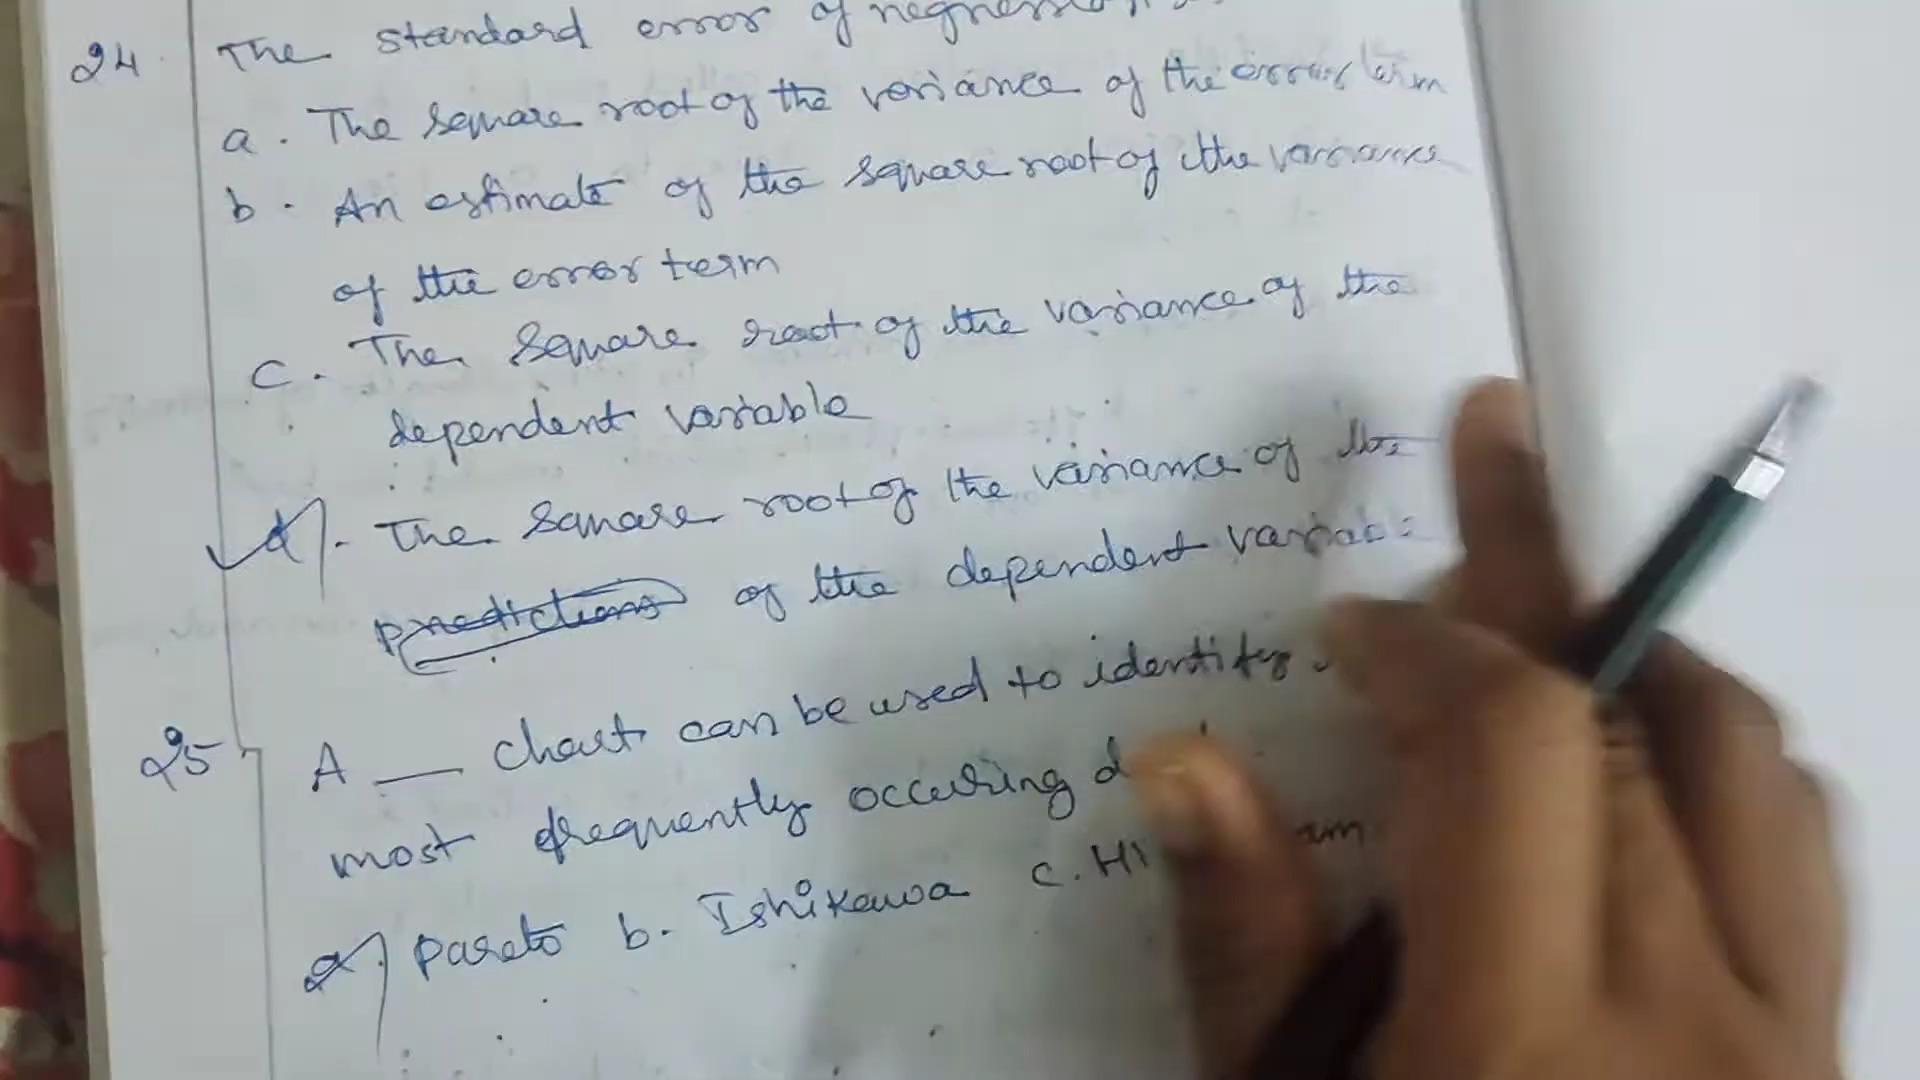 24. The standard error of regression
a. The square root of the variance of the error term
b. An estimate of the square root of the variance
of the error term
c. The square root of the variance of the
dependent variable
d. The square root of the variance of the
predictions of the dependent variable
25 A ___ chart can be used to identify
most frequently occuring
a. pareto b. Ishikawa c.